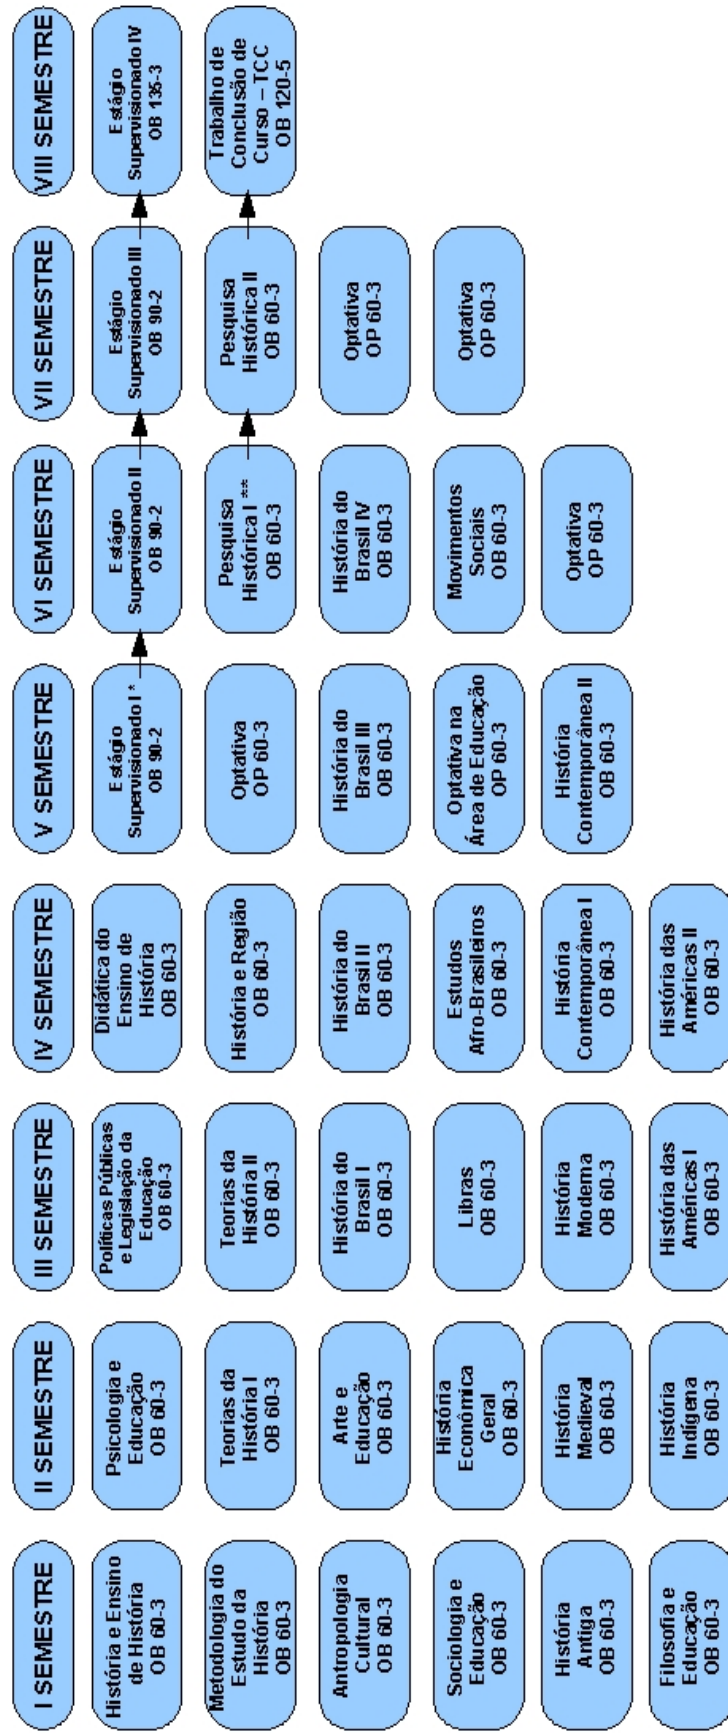 I SEMESTRE
História e Ensino
de História
OB 60-3
Metodologia do
Estudo da
História
OB 60-3
Antropologia
Cultural
OB 60-3
Sociologia e
Educação
OB 60-3
História
Antiga
OB 60-3
Filosofia e
Educação
OB 60-3
II SEMESTRE
Psicologia e
Educação
OB 60-3
Teorias da
História I
OB 60-3
Arte e
Educação
OB 60-3
História
Econômica
Geral
OB 60-3
História
Medieval
OB 60-3
História
Indígena
OB 60-3
III SEMESTRE
Políticas Públicas
e Legislação da
Educação
OB 60-3
Teorias da
História II
OB 60-3
História do
Brasil I
OB 60-3
Libras
OB 60-3
História
Moderna
OB 60-3
História das
Américas I
OB 60-3
IV SEMESTRE
Didática do
Ensino de
História
OB 60-3
História e Região
OB 60-3
História do
Brasil II
OB 60-3
Estudos
Afro-Brasileiros
OB 60-3
História
Contemporânea I
OB 60-3
História das
Américas II
OB 60-3
V SEMESTRE
Estágio
Supervisionado I *
OB 90-2
Optativa
OP 60-3
História do
Brasil III
OB 60-3
Optativa na
Área de Educação
OP 60-3
História
Contemporânea II
OB 60-3
VI SEMESTRE
Estágio
Supervisionado II
OB 90-2
Pesquisa
Histórica I **
OB 60-3
História do
Brasil IV
OB 60-3
Movimentos
Sociais
OB 60-3
Optativa
OP 60-3
VII SEMESTRE
Estágio
Supervisionado III
OB 90-2
Pesquisa
Histórica II
OB 60-3
Optativa
OP 60-3
Optativa
OP 60-3
VIII SEMESTRE
Estágio
Supervisionado IV
OB 135-3
Trabalho de
Conclusão de
Curso – TCC
OB 120-5